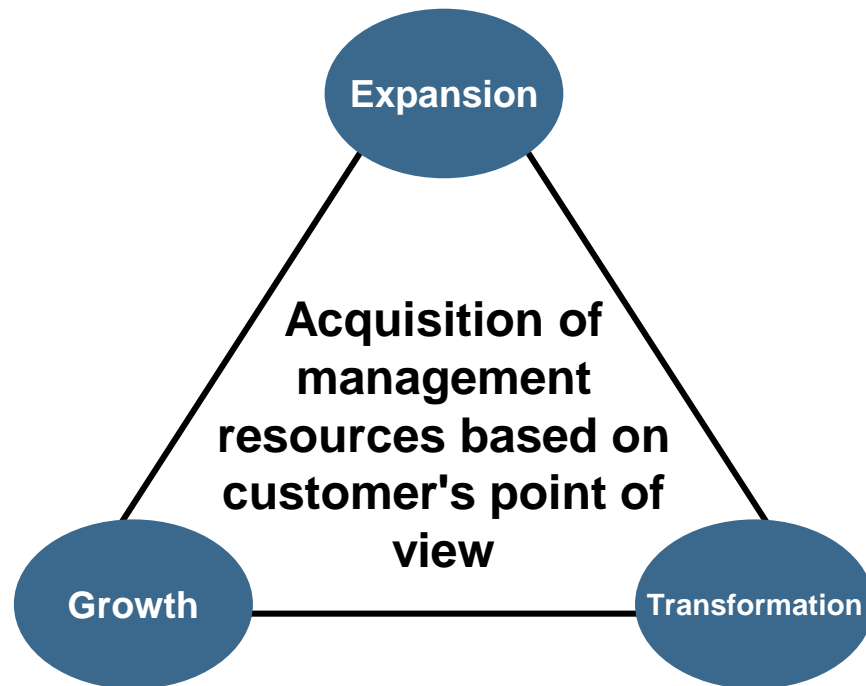 Expansion
Acquisition of
management
resources based on
customer's point of
view
Growth
Transformation